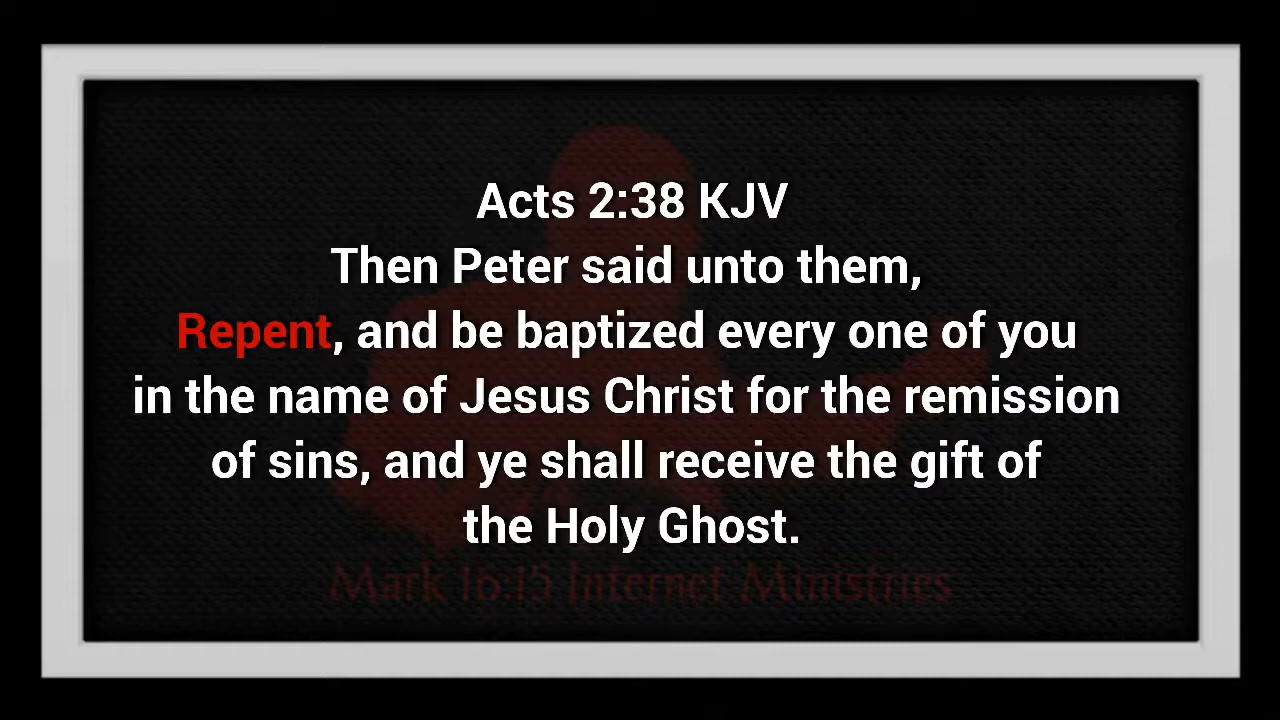 Acts 2:38 KJV
Then Peter said unto them,
Repent, and be baptized every one of you
in the name of Jesus Christ for the remission
of sins, and ye shall receive the gift of
the Holy Ghost.
Mark 16:15 Internet Ministries